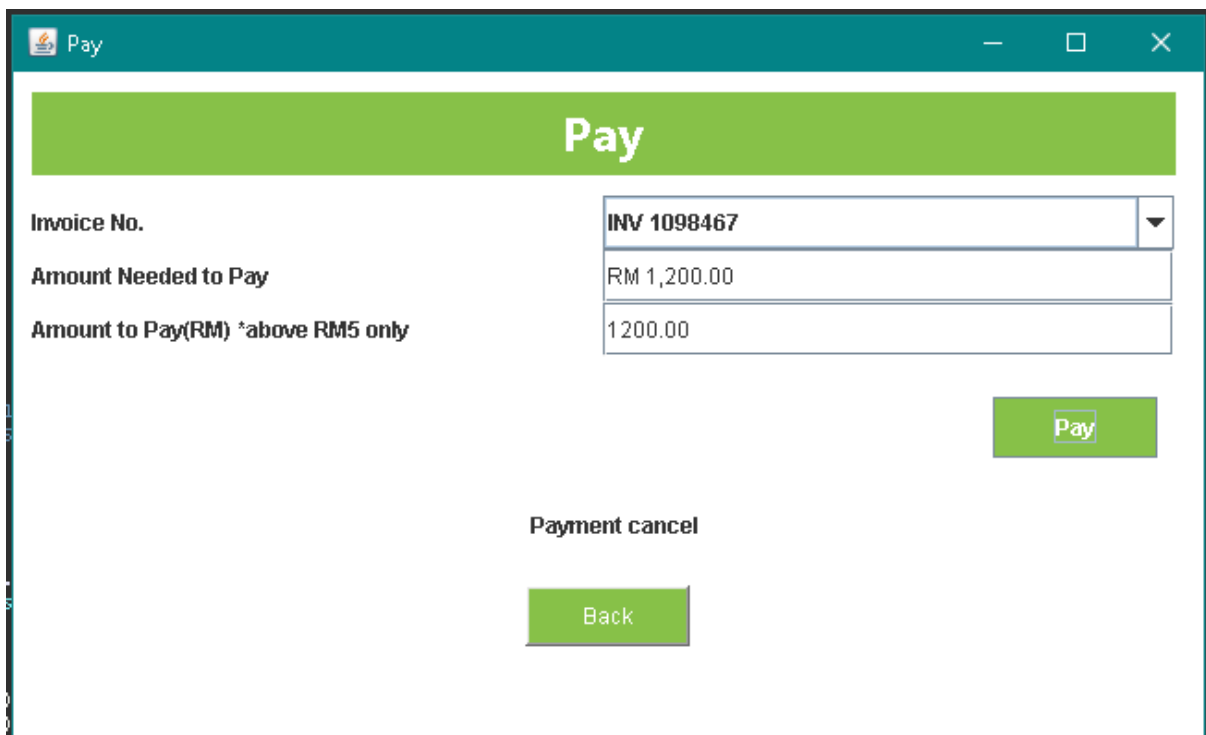 Pay
Pay
Invoice No. INV 1098467
Amount Needed to Pay RM 1,200.00
Amount to Pay(RM) *above RM5 only 1200.00
Pay
Payment cancel
Back